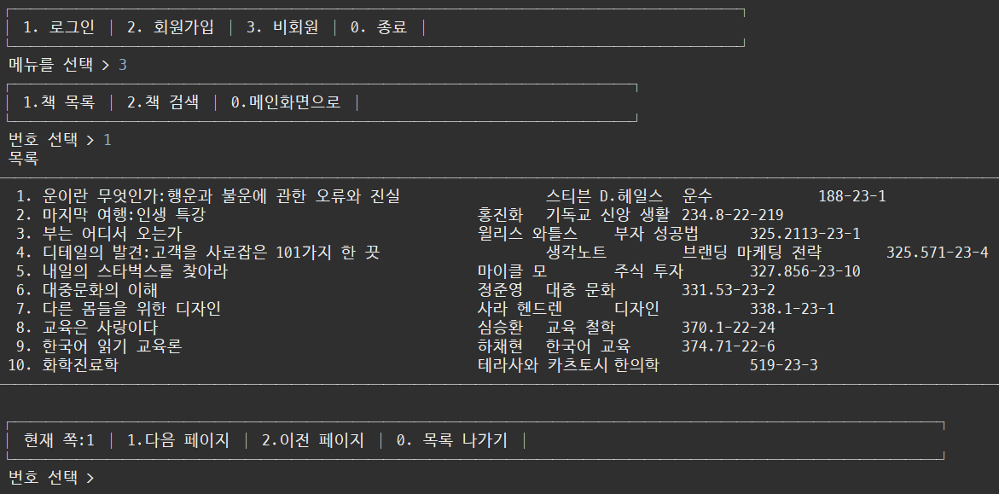 1. 로그인 | 2. 회원가입 | 3. 비회원 | 0. 종료 |
메뉴를 선택 > 3
1.책 목록 | 2.책 검색 | 0.메인화면으로 |
번호 선택 > 1
목록
1. 운이란 무엇인가:행운과 불운에 관한 오류와 진실 스티븐 D.헤일스 운수 188-23-1
2. 마지막 여행:인생 특강 홍진화 기독교 신앙 생활 234.8-22-219
3. 부는 어디서 오는가 윌리스 와틀스 부자 성공법 325.2113-23-1
4. 디테일의 발견:고객을 사로잡은 101가지 한 끗 생각노트 브랜딩 마케팅 전략 325.571-23-4
5. 내일의 스타벅스를 찾아라 마이클 모 주식 투자 327.856-23-10
6. 대중문화의 이해 정준영 대중 문화 331.53-23-2
7. 다른 몸들을 위한 디자인 사라 헨드렌 디자인 338.1-23-1
8. 교육은 사랑이다 심승환 교육 철학 370.1-22-24
9. 한국어 읽기 교육론 하채현 한국어 교육 374.71-22-6
10. 화학진료학 테라사와 카츠토시 한의학 519-23-3
현재 쪽:1 | 1.다음 페이지 | 2.이전 페이지 | 0. 목록 나가기 |
번호 선택 >